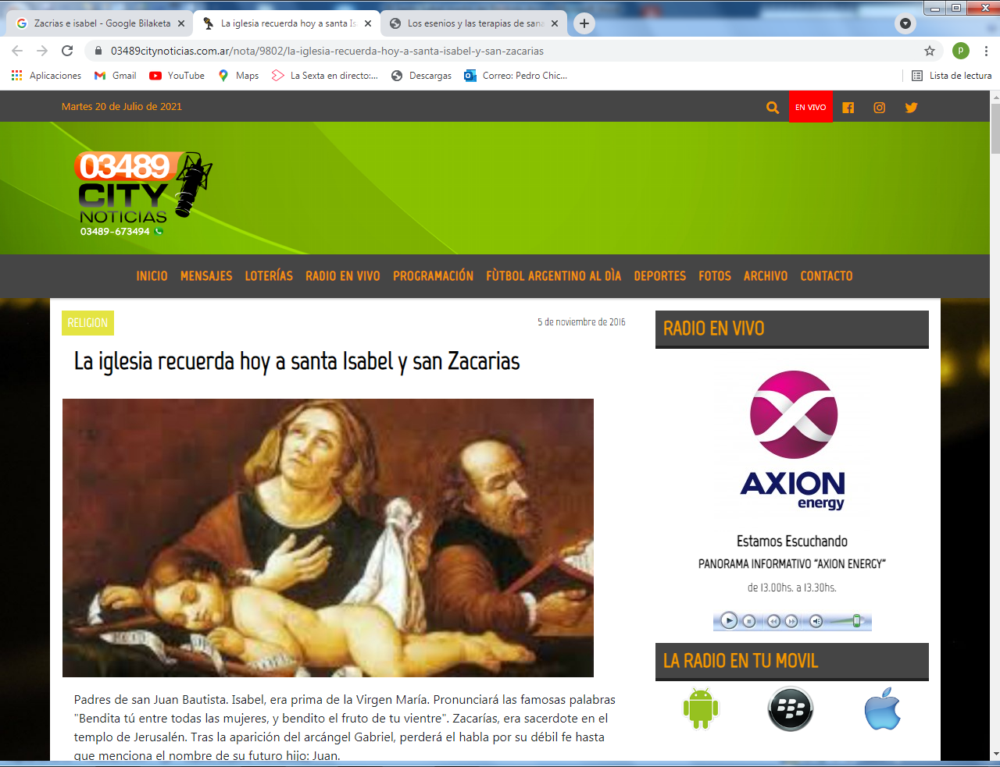 Zacrias e isabel - Google Bilaketa
La iglesia recuerda hoy a santa Is
Los esenios y las terapias de sana
03489citynoticias.com.ar/nota/9802/la-iglesia-recuerda-hoy-a-santa-isabel-y-san-zacarias
p
Aplicaciones
Gmail
YouTube
Maps
La Sexta en directo:...
Descargas
Correo: Pedro Chic...
Lista de lectura
Martes 20 de Julio de 2021
EN VIVO
03489
CITY
NOTICIAS
03489-673494
INICIO MENSAJES LOTERÍAS RADIO EN VIVO PROGRAMACIÓN FÙTBOL ARGENTINO AL DÌA DEPORTES FOTOS ARCHIVO CONTACTO
RELIGION
5 de noviembre de 2016
La iglesia recuerda hoy a santa Isabel y san Zacarias
Padres de san Juan Bautista. Isabel, era prima de la Virgen María. Pronunciará las famosas palabras
"Bendita tú entre todas las mujeres, y bendito el fruto de tu vientre". Zacarías, era sacerdote en el
templo de Jerusalén. Tras la aparición del arcángel Gabriel, perderá el habla por su débil fe hasta
que menciona el nombre de su futuro hijo: Juan.
RADIO EN VIVO
AXION
energy
Estamos Escuchando
PANORAMA INFORMATIVO "AXION ENERGY"
de 13.00hs. a 13.30hs.
LA RADIO EN TU MOVIL